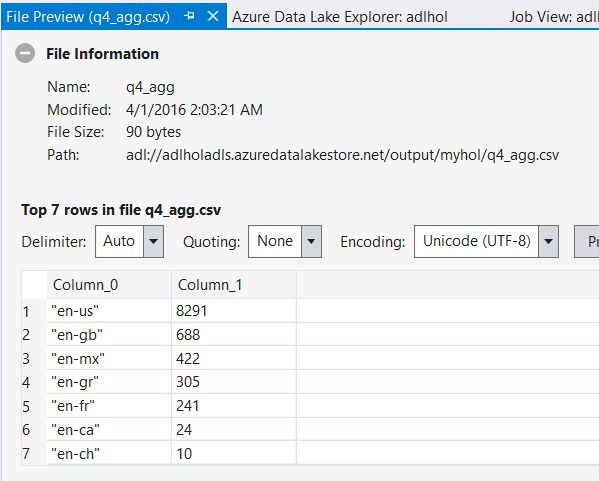 File Preview (q4_agg.csv) Azure Data Lake Explorer: adlhol Job View: adlh
File Information
Name: q4_agg
Modified: 4/1/2016 2:03:21 AM
File Size: 90 bytes
Path: adl://adlholadls.azuredatalakestore.net/output/myhol/q4_agg.csv
Top 7 rows in file q4_agg.csv
Delimiter: Auto Quoting: None Encoding: Unicode (UTF-8)
Column_0 Column_1
1 "en-us" 8291
2 "en-gb" 688
3 "en-mx" 422
4 "en-gr" 305
5 "en-fr" 241
6 "en-ca" 24
7 "en-ch" 10